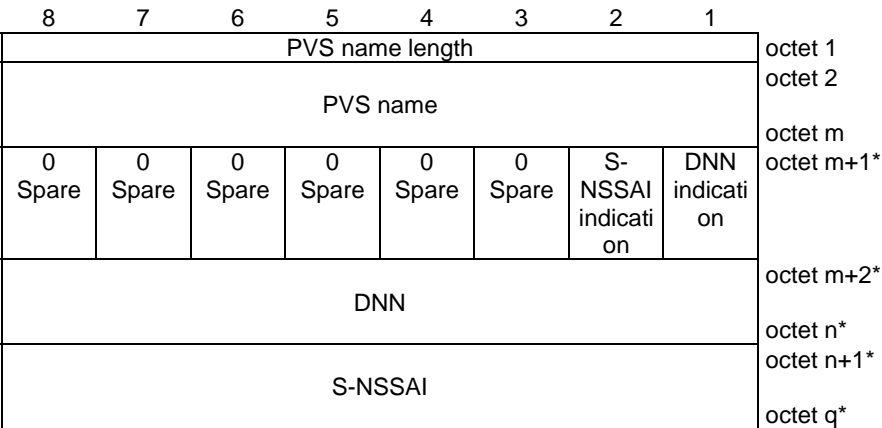 8 7 6 5 4 3 2 1
PVS name length octet 1
octet 2
PVS name
octet m
0 0 0 0 0 0 S- DNN octet m+1*
Spare Spare Spare Spare Spare Spare NSSAI indicati
indicati on
on
octet m+2*
DNN
octet n*
octet n+1*
S-NSSAI
octet q*